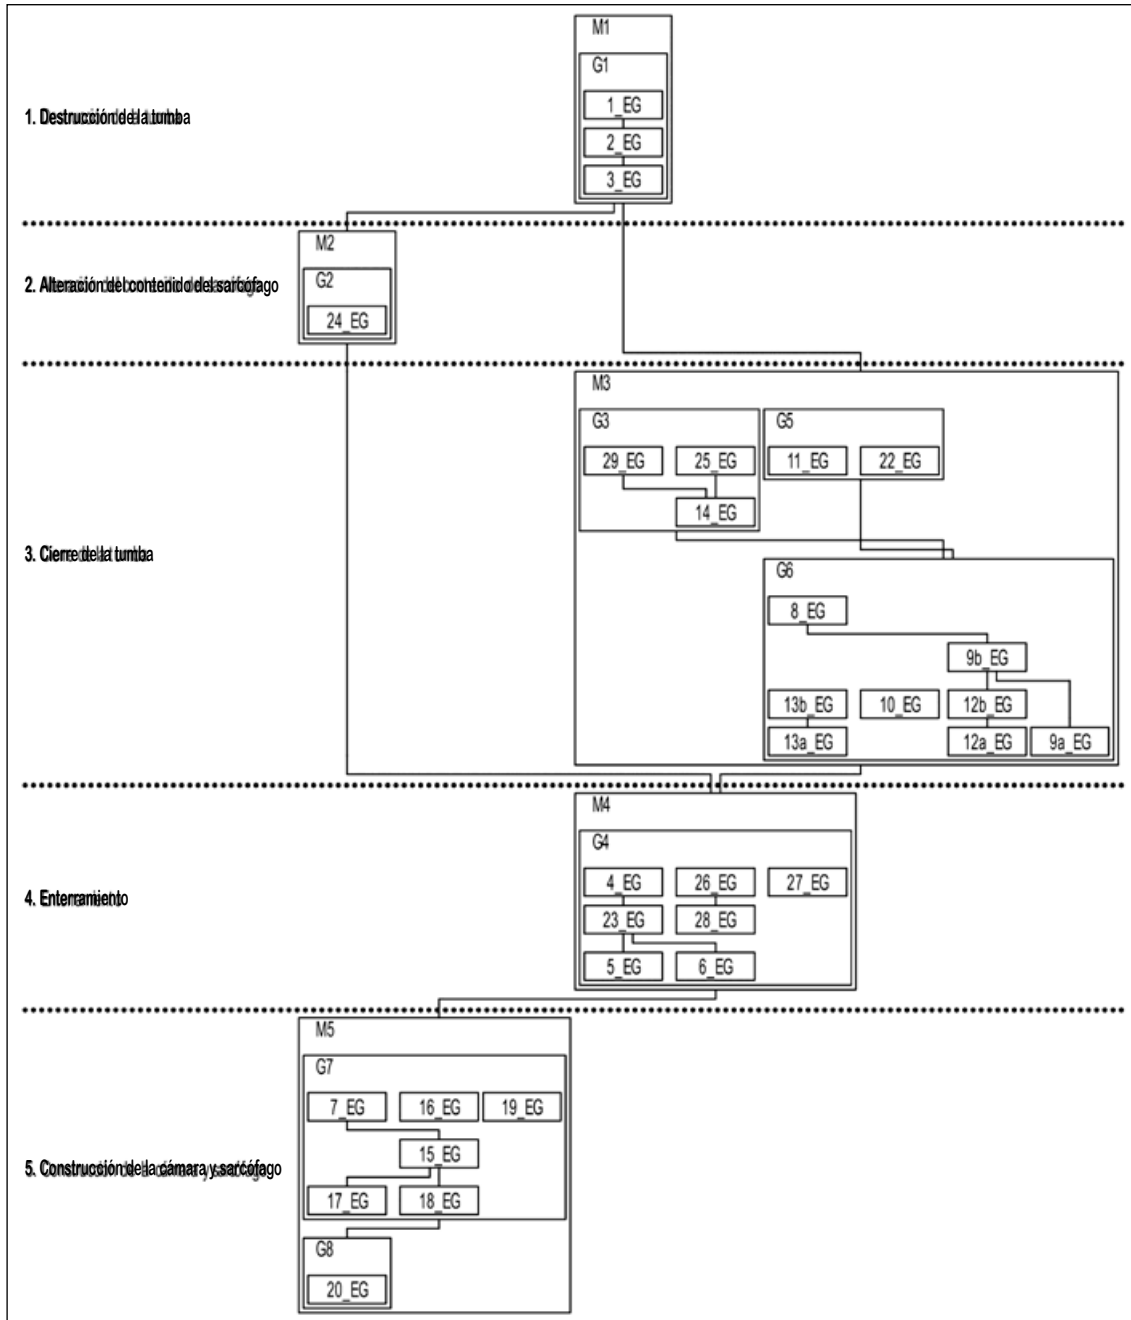 M1
G1
1_EG
1. Destrucción de la tumba
2_EG
3_EG
M2
G2
2. Alteración del contenido del sarcófago
24_EG
M3
G3 G5
29_EG 25_EG 11_EG 22_EG
14_EG
3. Cierre de la tumba
G6
8_EG
9b_EG
13b_EG 10_EG 12b_EG
13a_EG 12a_EG 9a_EG
M4
G4
4_EG 26_EG 27_EG
4. Enterramiento
23_EG 28_EG
5_EG 6_EG
M5
G7
7_EG 16_EG 19_EG
15_EG
5. Construcción de la cámara y sarcófago
17_EG 18_EG
G8
20_EG